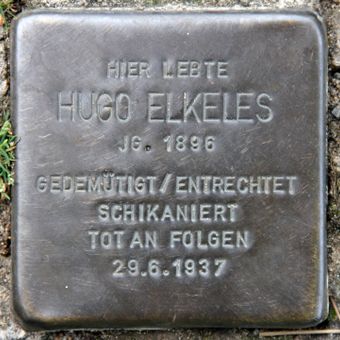 HIER LEBTE
HUGO ELKELES
JG. 1896
GEDEMÜTIGT/ENTRECHTET
SCHIKANIERT
TOT AN FOLGEN
29.6.1937